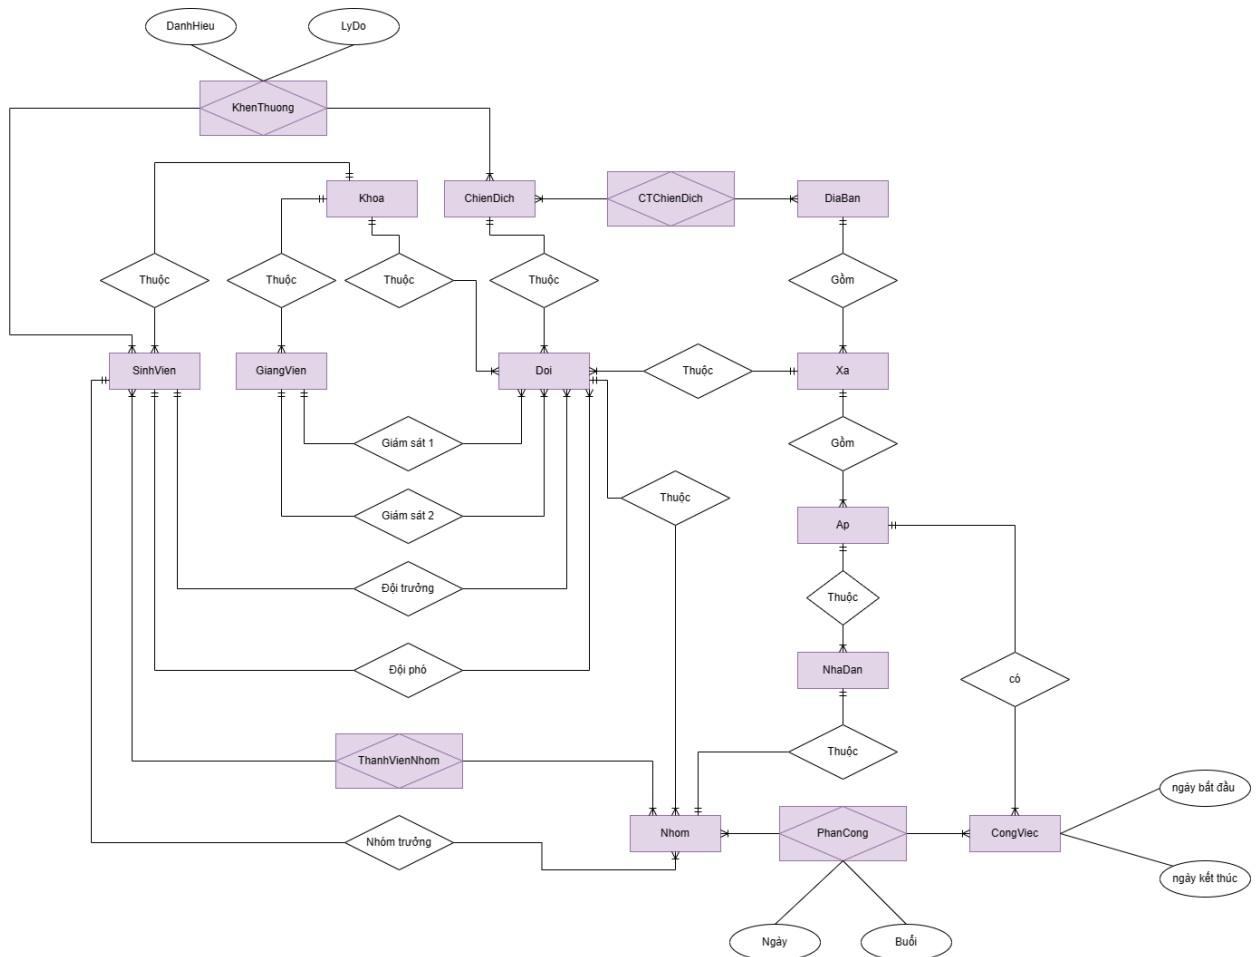 DanhHieu
LyDo
KhenThuong
Khoa
ChienDich
CTChienDich
DiaBan
Thuộc
Thuộc
Thuộc
Thuộc
Gồm
SinhVien
GiangVien
Doi
Thuộc
Xa
Giám sát 1
Gồm
Thuộc
Giám sát 2
Ap
Đội trưởng
Thuộc
Đội phó
NhaDan
có
ThanhVienNhom
Thuộc
ngày bắt đầu
Nhóm trưởng
Nhom
PhanCong
CongViec
ngày kết thúc
Ngày
Buổi